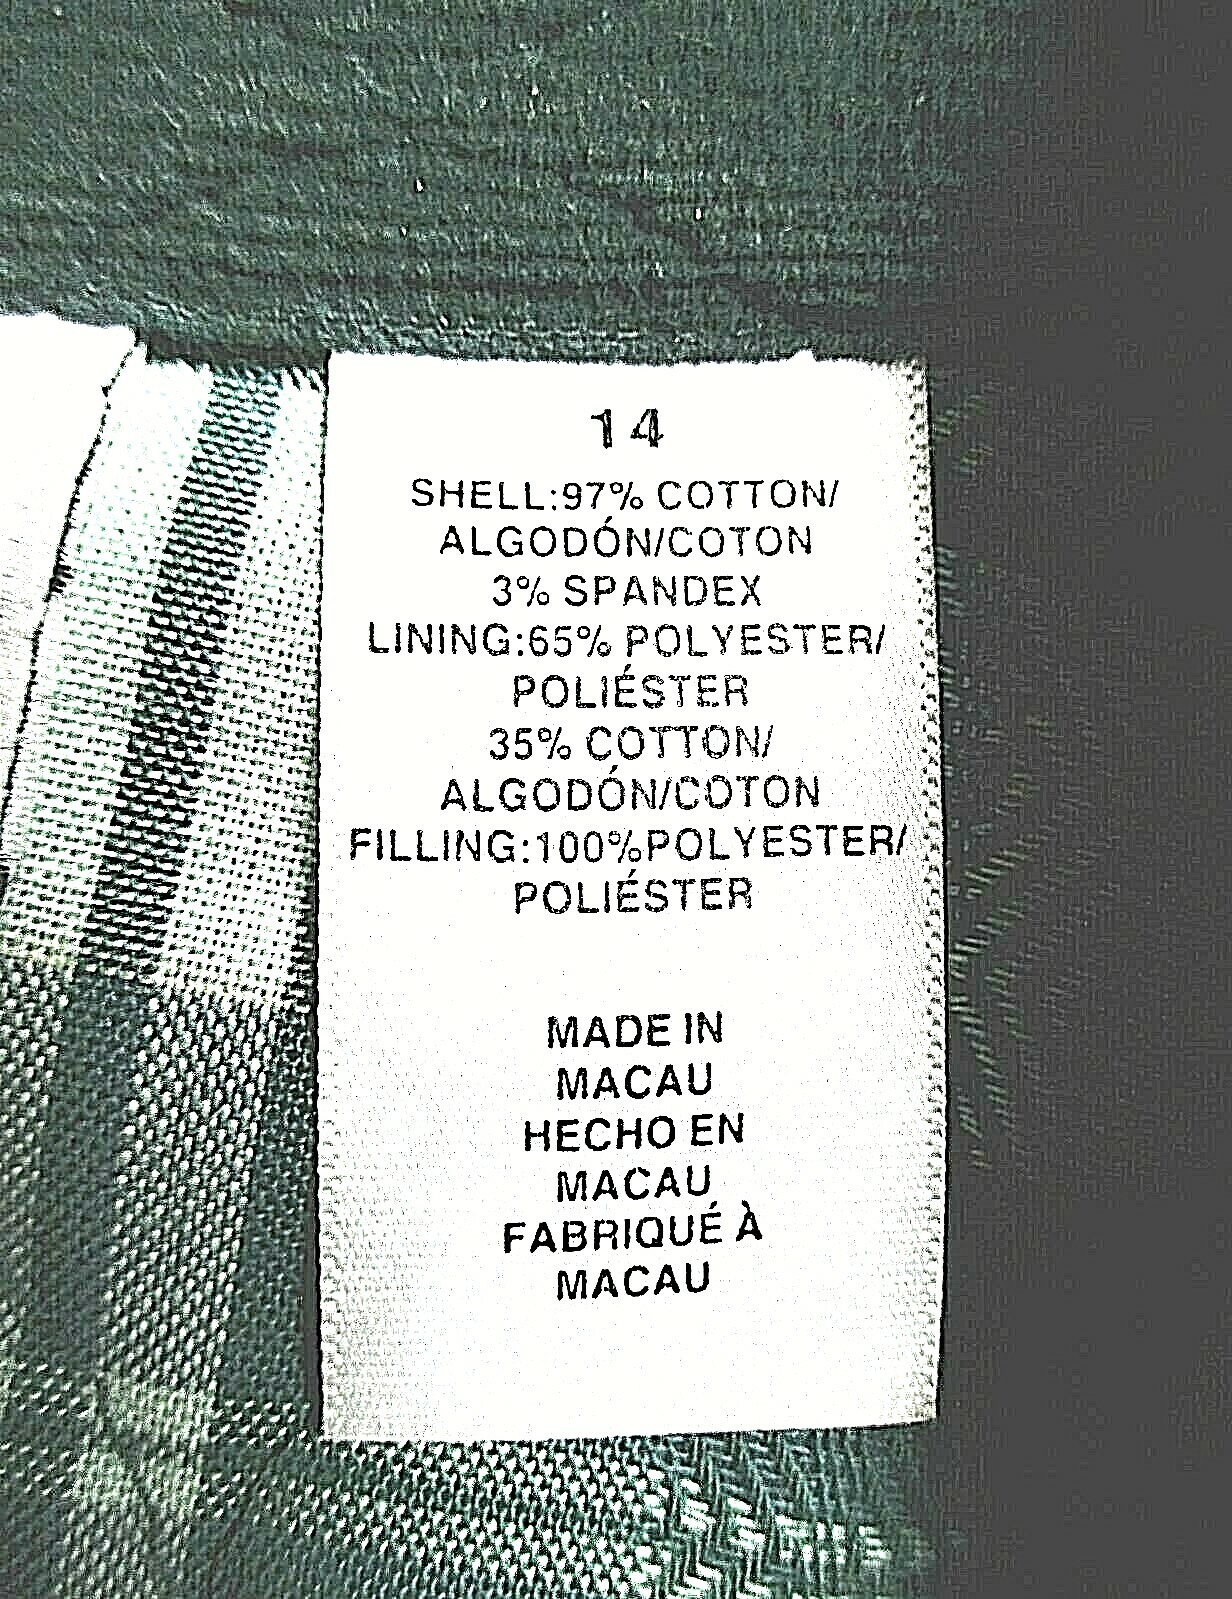 14
SHELL:97% COTTON/
ALGODÓN/COTON
3% SPANDEX
LINING:65% POLYESTER/
POLIÉSTER
35% COTTON/
ALGODÓN/COTON
FILLING:100%POLYESTER/
POLIÉSTER
MADE IN
MACAU
HECHO EN
MACAU
FABRIQUÉ À
MACAU